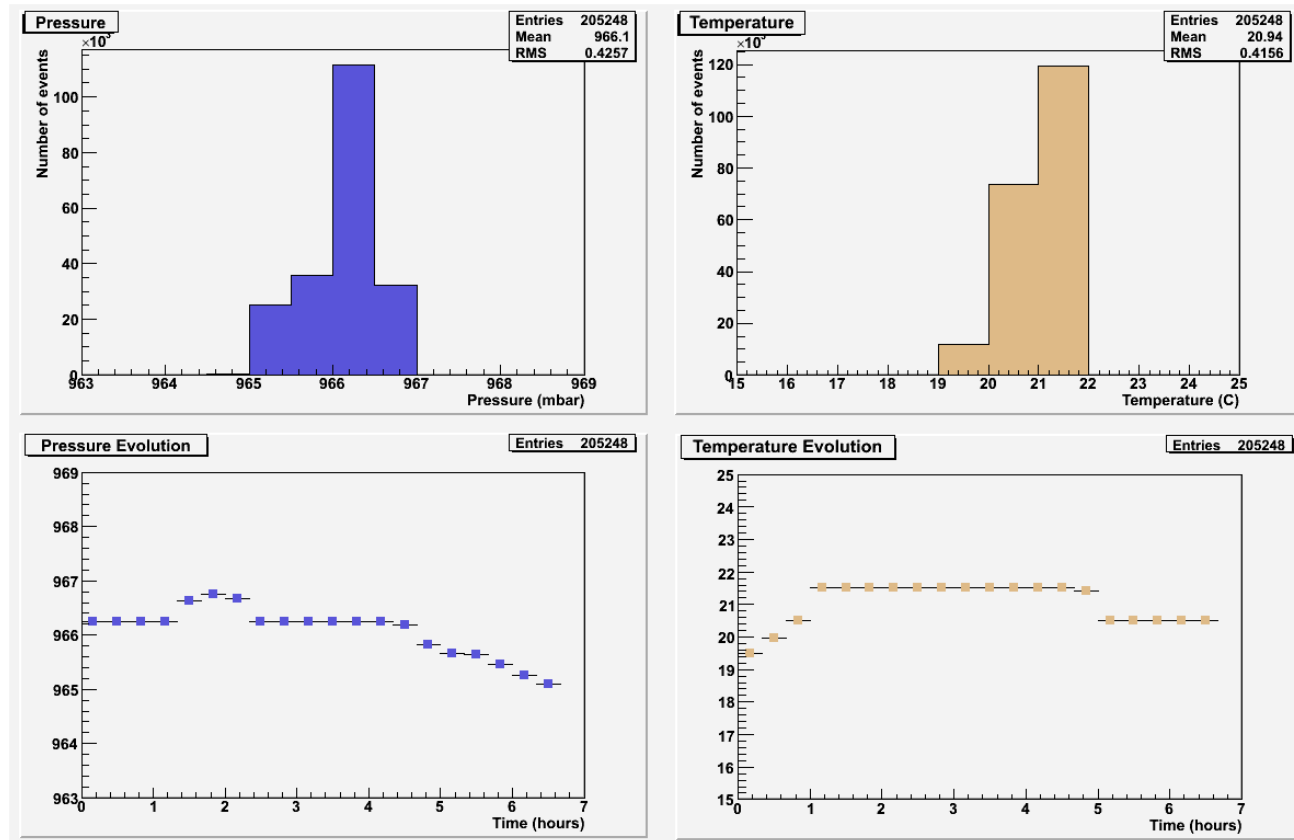 Pressure
Entries 205248
Mean 966.1
RMS 0.4257
×10³
Number of events
100
80
60
40
20
0
963 964 965 966 967 968 969
Pressure (mbar)
Temperature
Entries 205248
Mean 20.94
RMS 0.4156
×10³
Number of events
120
100
80
60
40
20
0
15 16 17 18 19 20 21 22 23 24 25
Temperature (C)
Pressure Evolution
Entries 205248
969
968
967
966
965
964
963
0 1 2 3 4 5 6 7
Time (hours)
Temperature Evolution
Entries 205248
25
24
23
22
21
20
19
18
17
16
15
0 1 2 3 4 5 6 7
Time (hours)